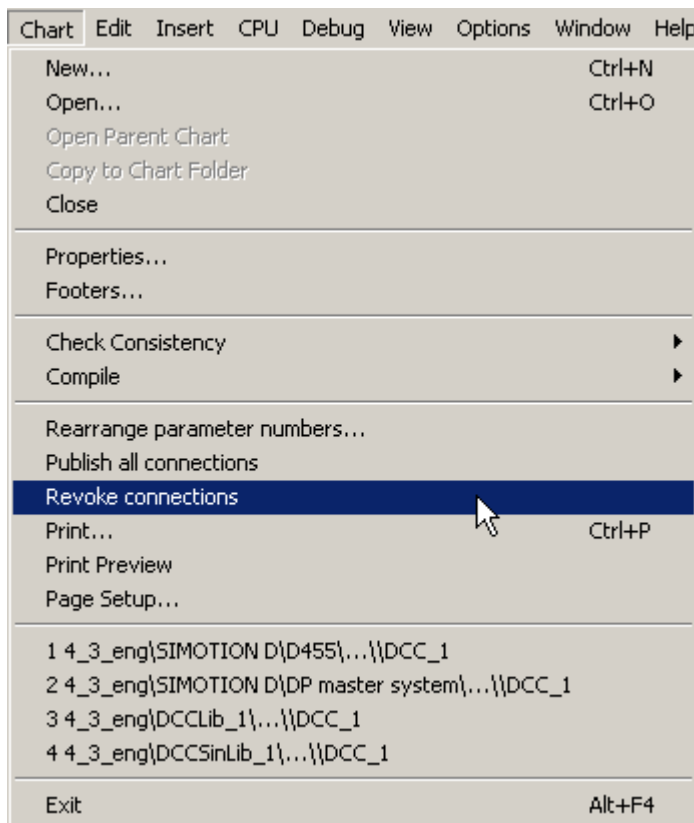 Chart Edit Insert CPU Debug View Options Window Help
New... Ctrl+N
Open... Ctrl+O
Open Parent Chart
Copy to Chart Folder
Close
Properties...
Footers...
Check Consistency
Compile
Rearrange parameter numbers...
Publish all connections
Revoke connections
Print... Ctrl+P
Print Preview
Page Setup...
1 4_3_eng\SIMOTION D\D455\...\\DCC_1
2 4_3_eng\SIMOTION D\DP master system\...\\DCC_1
3 4_3_eng\DCCLib_1\...\\DCC_1
4 4_3_eng\DCCSinLib_1\...\\DCC_1
Exit Alt+F4